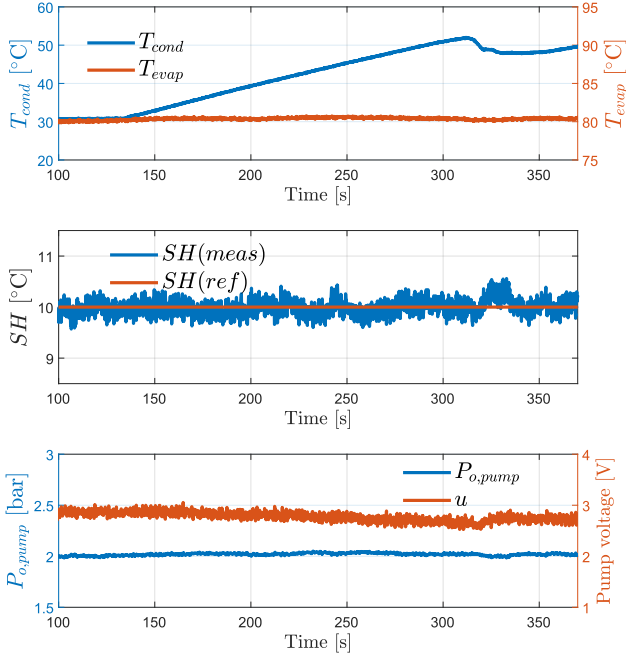 60
50
40
30
20
T_cond [°C]
95
90
85
80
75
T_evap [°C]
T_cond
T_evap
100 150 200 250 300 350
Time [s]
11
10
9
SH [°C]
SH(meas)
SH(ref)
100 150 200 250 300 350
Time [s]
3
2.5
2
1.5
P_o,pump [bar]
4
3
2
1
Pump voltage [V]
P_o,pump
u
100 150 200 250 300 350
Time [s]